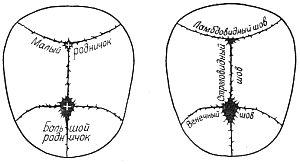 Малый родничок
Большой
родничок
Ламбдовидный шов
Стреловидный
шов
Венечный шов